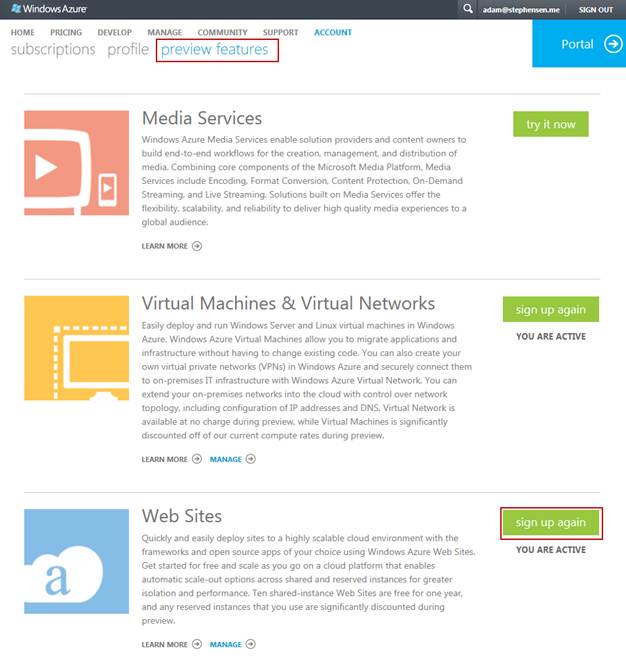 Windows Azure
adam@stephensen.me
SIGN OUT
HOME PRICING DEVELOP MANAGE COMMUNITY SUPPORT ACCOUNT
subscriptions profile preview features
Portal
Media Services
try it now
Windows Azure Media Services enable solution providers and content owners to
build end-to-end workflows for the creation, management, and distribution of
media. Combining core components of the Microsoft Media Platform, Media
Services include Encoding, Format Conversion, Content Protection, On-Demand
Streaming, and Live Streaming. Solutions built on Media Services offer the
flexibility, scalability, and reliability to deliver high quality media experiences to a
global audience.
LEARN MORE
Virtual Machines & Virtual Networks
sign up again
YOU ARE ACTIVE
Easily deploy and run Windows Server and Linux virtual machines in Windows
Azure. Windows Azure Virtual Machines allow you to migrate applications and
infrastructure without having to change existing code. You can also create your
own virtual private networks (VPNs) in Windows Azure and securely connect them
to on-premises IT infrastructure with Windows Azure Virtual Network. You can
extend your on-premises networks into the cloud with control over network
topology, including configuration of IP addresses and DNS. Virtual Network is
available at no charge during preview, while Virtual Machines is significantly
discounted off of our current compute rates during preview.
LEARN MORE MANAGE
Web Sites
sign up again
YOU ARE ACTIVE
a
Quickly and easily deploy sites to a highly scalable cloud environment with the
frameworks and open source apps of your choice using Windows Azure Web Sites.
Get started for free and scale as you go on a cloud platform that enables
automatic scale-out options across shared and reserved instances for greater
isolation and performance. Ten shared-instance Web Sites are free for one year,
and any reserved instances that you use are significantly discounted during
preview.
LEARN MORE MANAGE